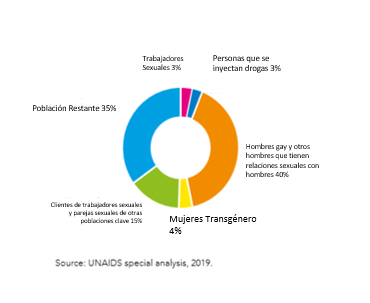 Trabajadores
Sexuales 3%
Personas que se
inyectan drogas 3%
Población Restante 35%
Hombres gay y otros
hombres que tienen
relaciones sexuales con
hombres 40%
Clientes de trabajadores sexuales
y parejas sexuales de otras
poblaciones clave 15%
Mujeres Transgénero
4%
Source: UNAIDS special analysis, 2019.